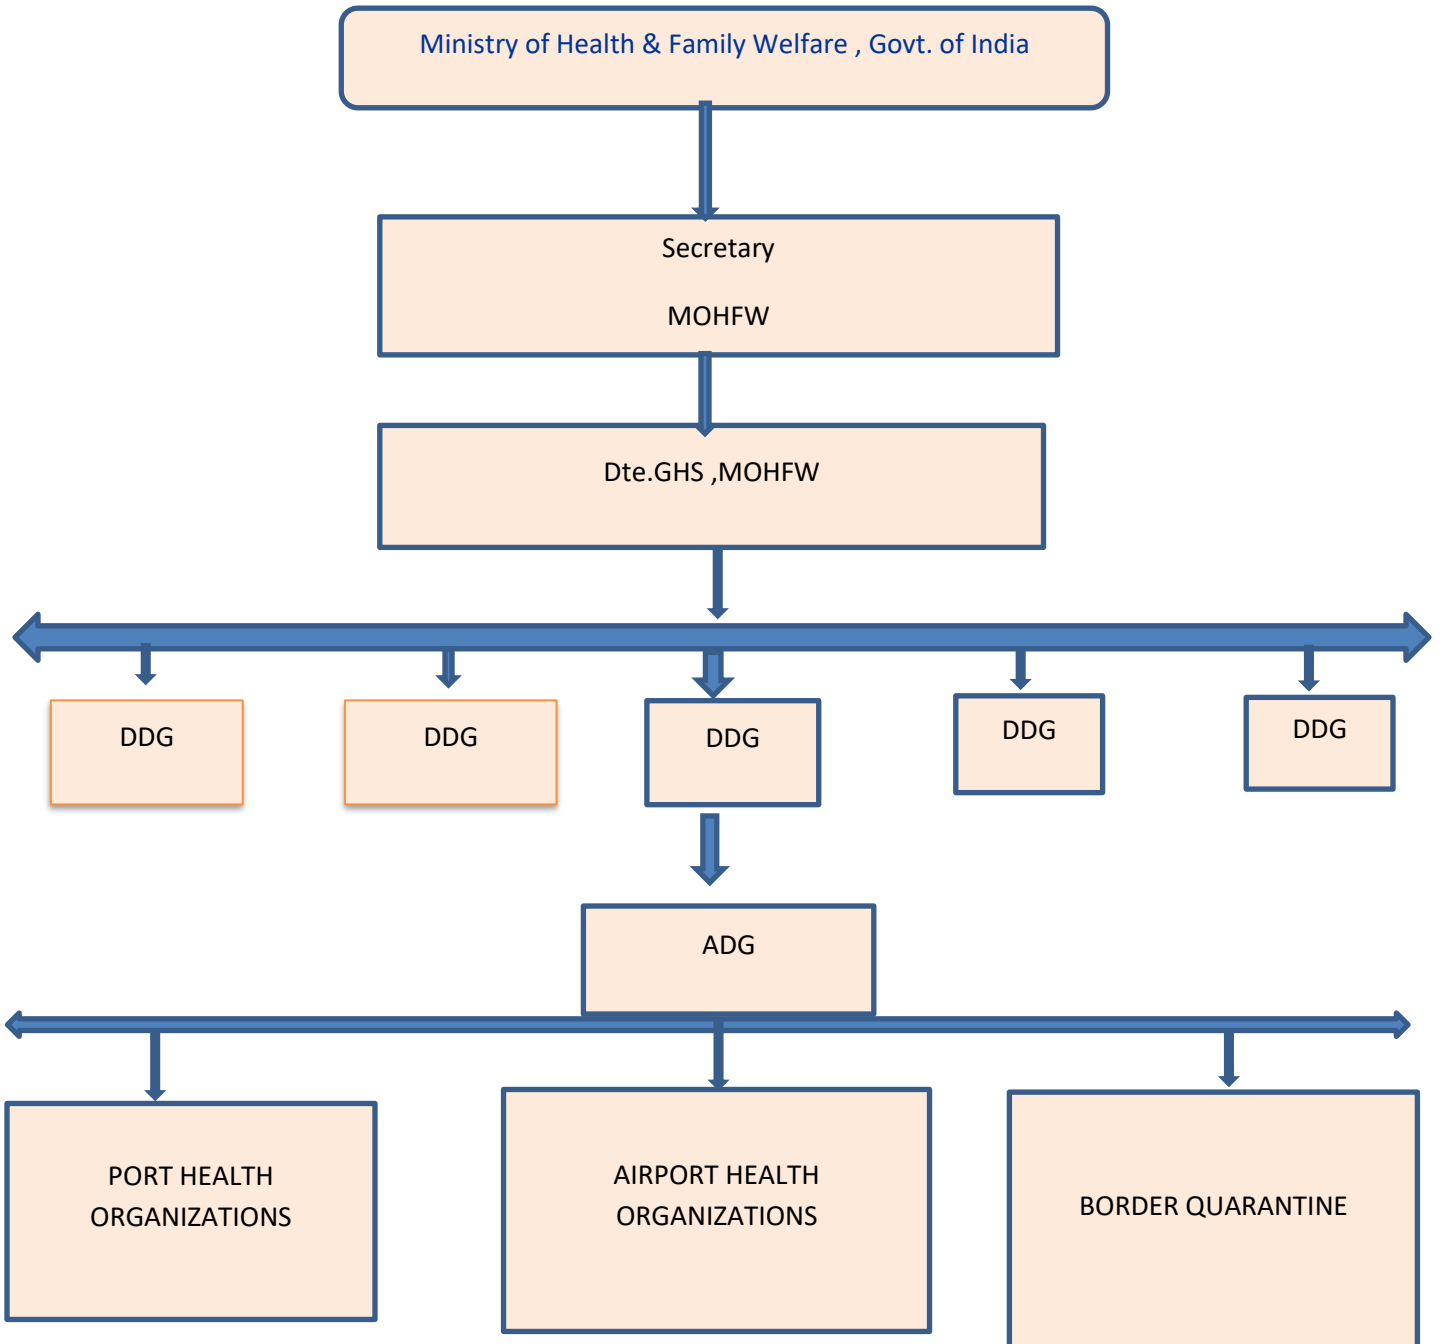 Ministry of Health & Family Welfare , Govt. of India
Secretary
MOHFW
Dte.GHS ,MOHFW
DDG
DDG
DDG
DDG
DDG
ADG
PORT HEALTH
ORGANIZATIONS
AIRPORT HEALTH
ORGANIZATIONS
BORDER QUARANTINE